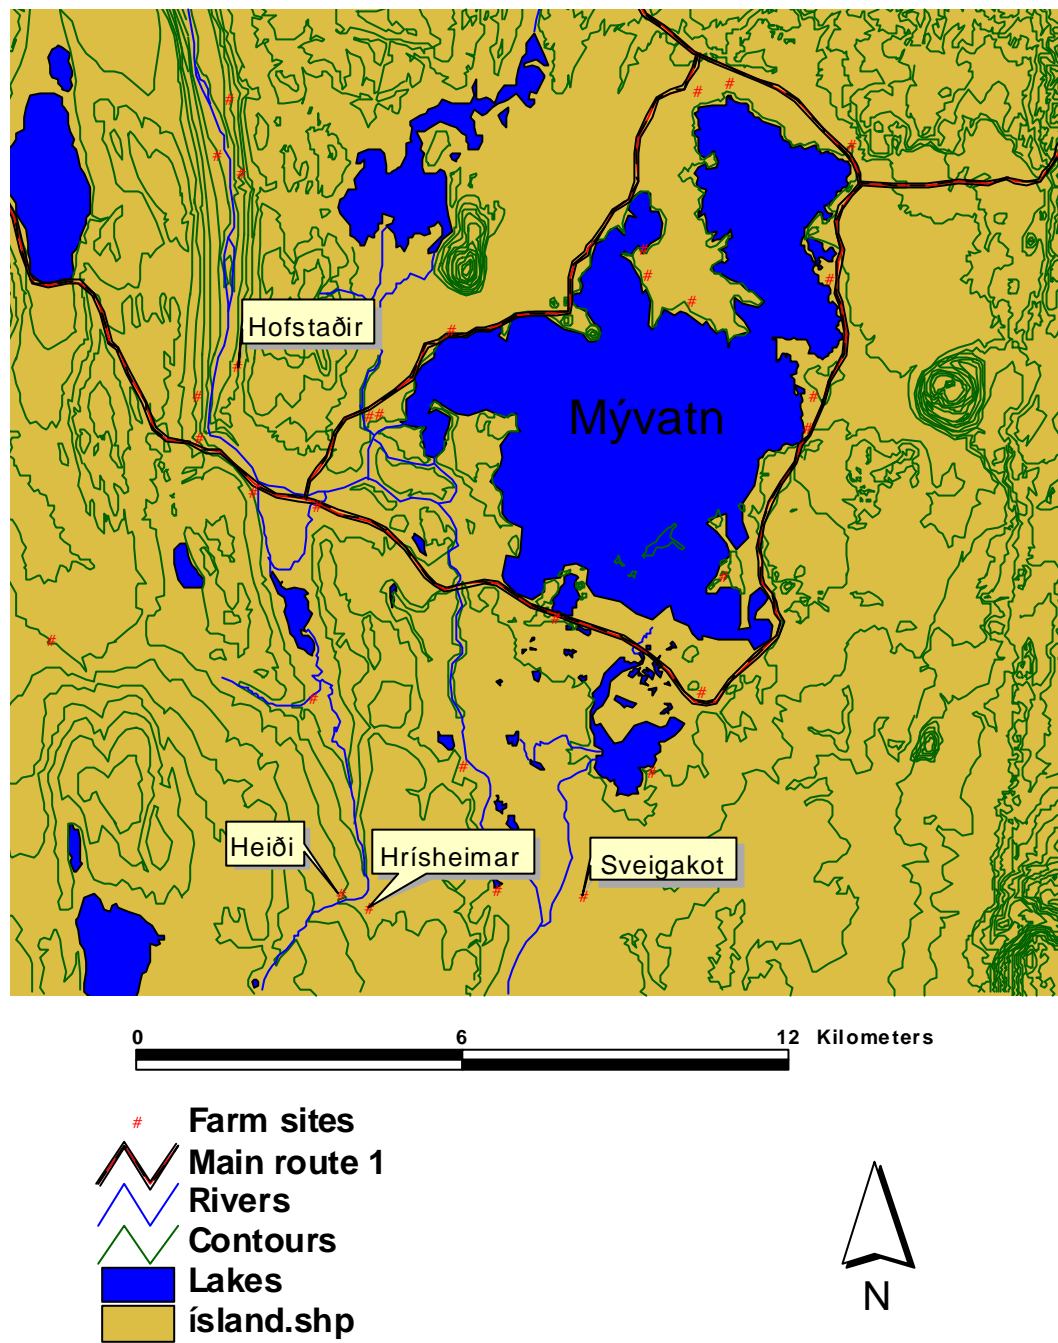 Hofstaðir
Mývatn
Heiði
Hrísheimar
Sveigakot
0 6 12 Kilometers
# Farm sites
Main route 1
Rivers
Contours
Lakes
ísland.shp
N